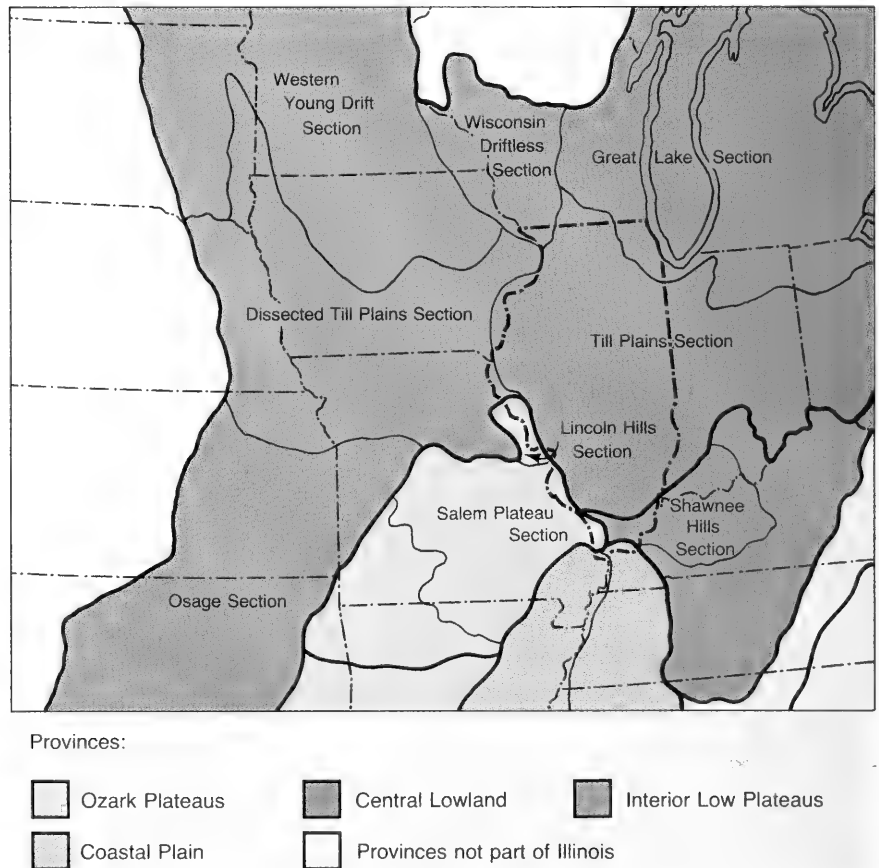 Western
Young Drift
Section
Wisconsin
Driftless
Section
Great Lake Section
Dissected Till Plains Section
Till Plains Section
Lincoln Hills
Section
Salem Plateau
Section
Shawnee
Hills
Section
Osage Section
Provinces:
Ozark Plateaus
Central Lowland
Interior Low Plateaus
Coastal Plain
Provinces not part of Illinois